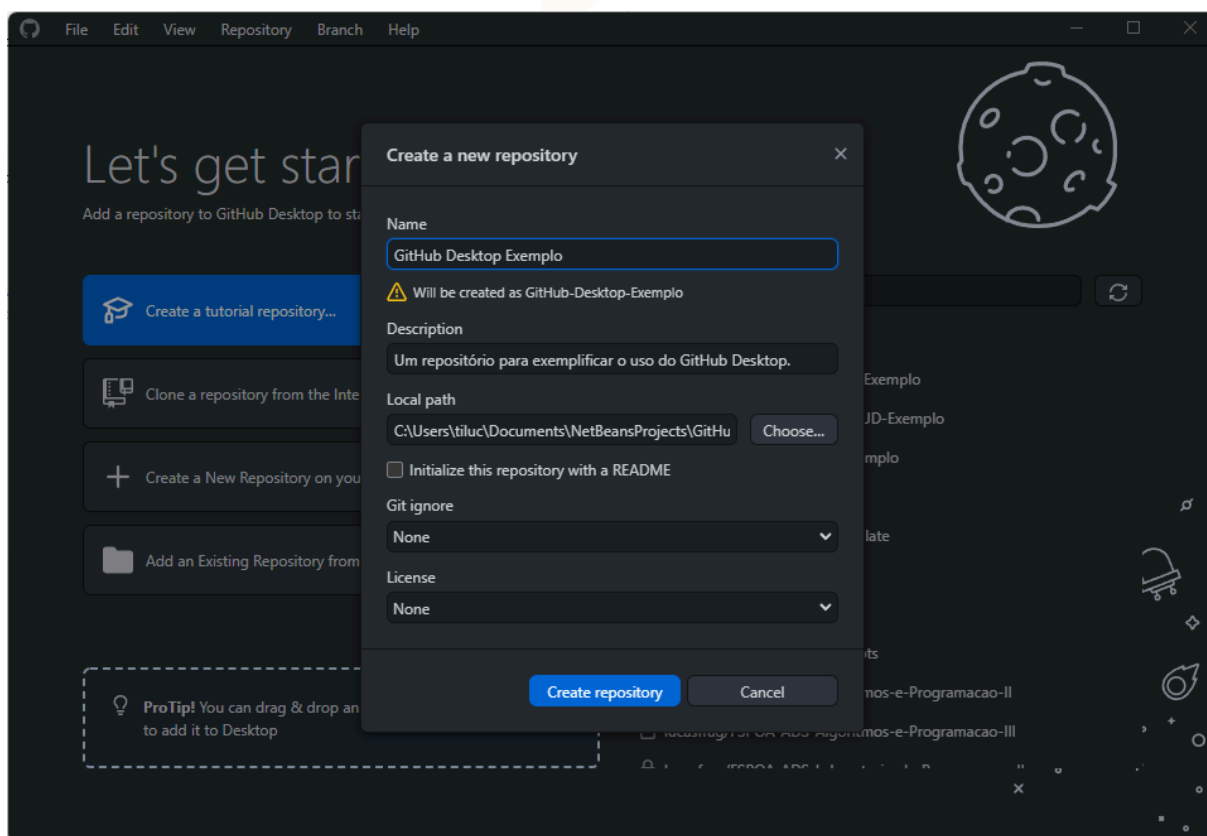 File Edit View Repository Branch Help
Let's get star
Add a repository to GitHub Desktop to sta
Create a tutorial repository...
Clone a repository from the Inte
Create a New Repository on you
Add an Existing Repository from
ProTip! You can drag & drop an
to add it to Desktop
Create a new repository
Name
GitHub Desktop Exemplo
Will be created as GitHub-Desktop-Exemplo
Description
Um repositório para exemplificar o uso do GitHub Desktop.
Local path
C:\Users\tiluc\Documents\NetBeansProjects\GitHu
Choose...
Initialize this repository with a README
Git ignore
None
License
None
Create repository
Cancel
Exemplo
JD-Exemplo
mplo
late
ts
mos-e-Programacao-II
mos-e-Programacao-III